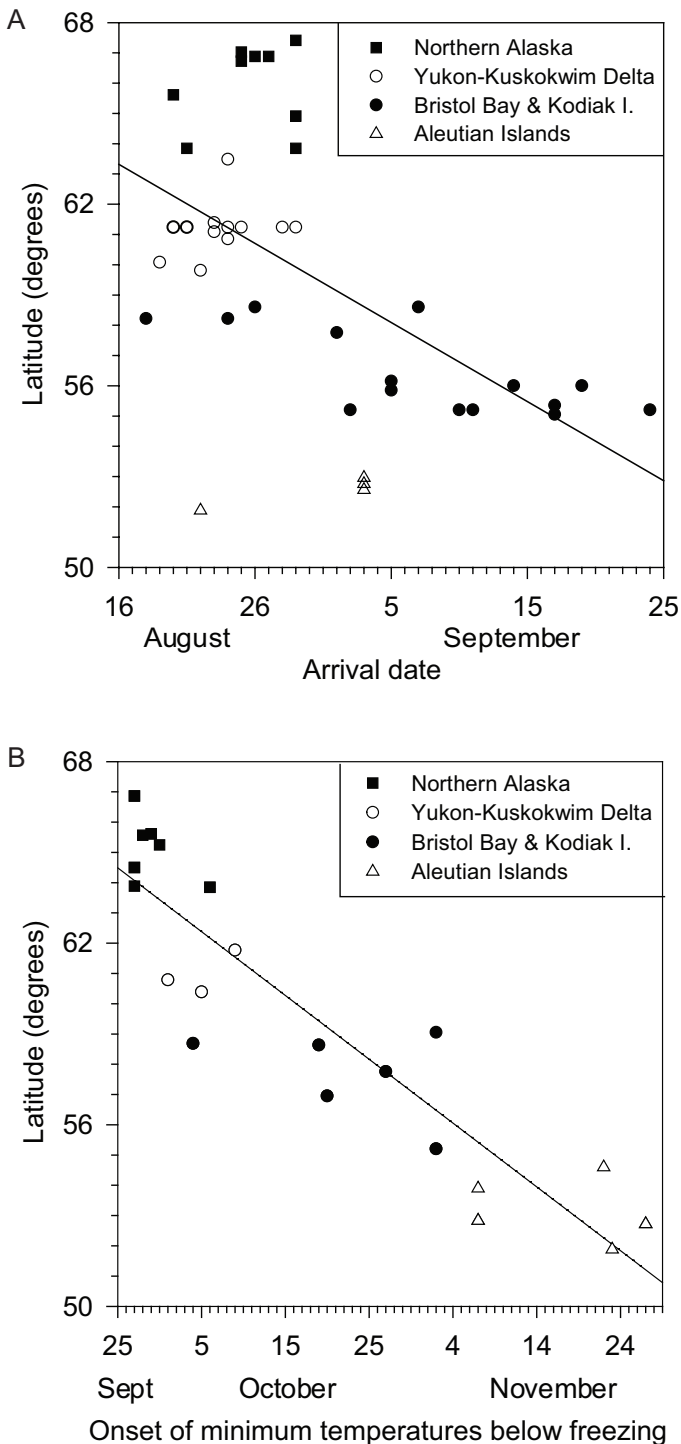 A
68
62
56
50
Latitude (degrees)
Northern Alaska
Yukon-Kuskokwim Delta
Bristol Bay & Kodiak I.
Aleutian Islands
16 26 5 15 25
August September
Arrival date
B
68
62
56
50
Latitude (degrees)
Northern Alaska
Yukon-Kuskokwim Delta
Bristol Bay & Kodiak I.
Aleutian Islands
25 5 15 25 4 14 24
Sept October November
Onset of minimum temperatures below freezing